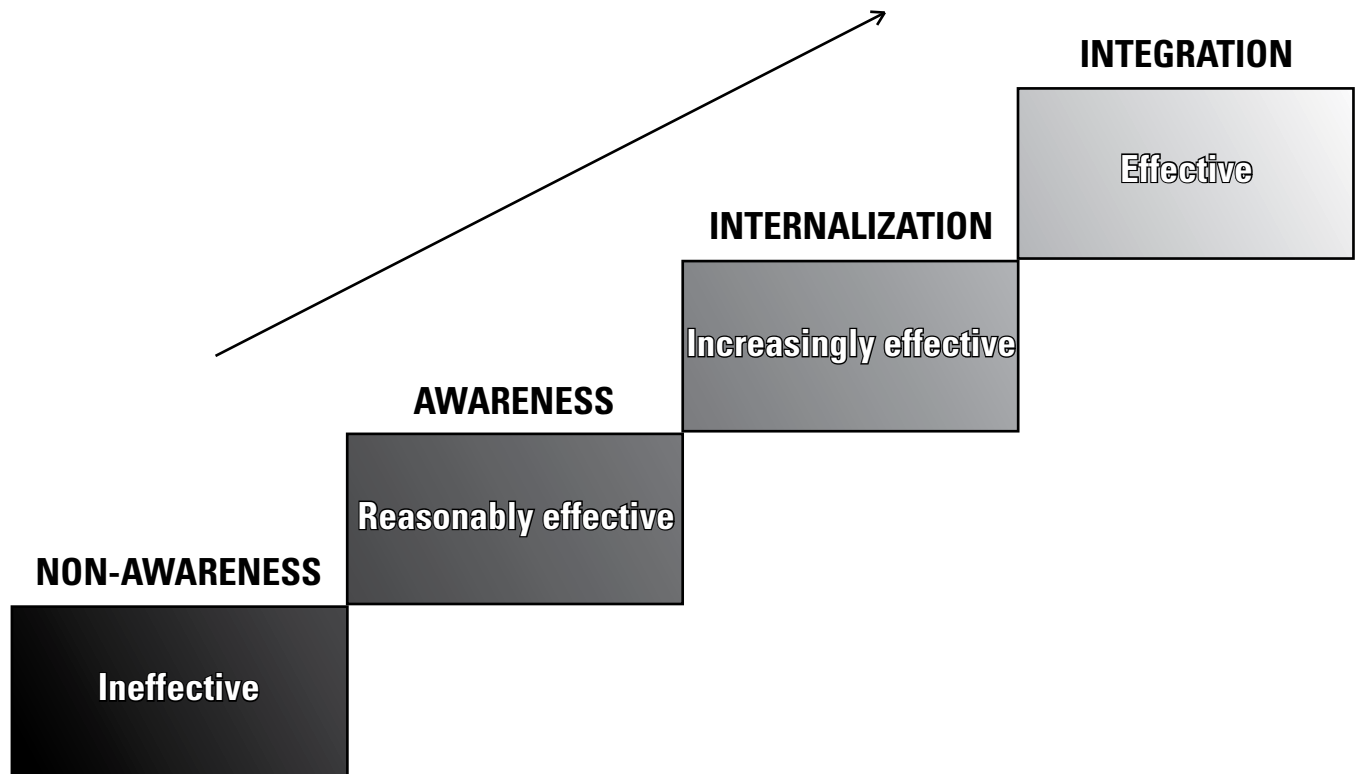 INTEGRATION
Effective
INTERNALIZATION
Increasingly effective
AWARENESS
Reasonably effective
NON-AWARENESS
Ineffective